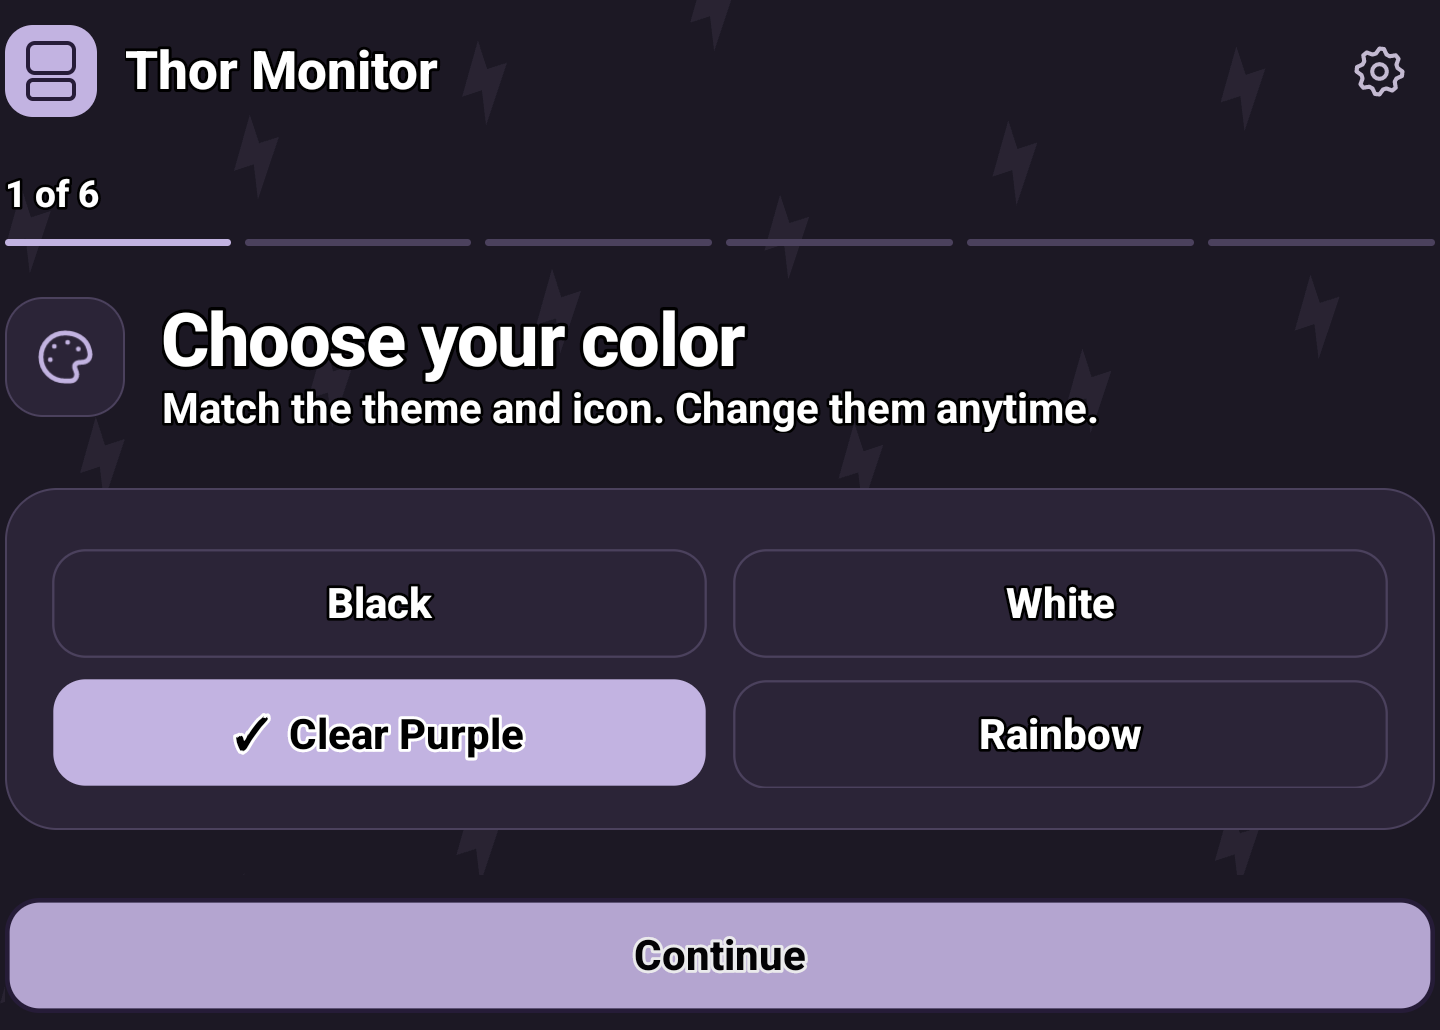 Thor Monitor
1 of 6
Choose your color
Match the theme and icon. Change them anytime.
Black
White
✓ Clear Purple
Rainbow
Continue